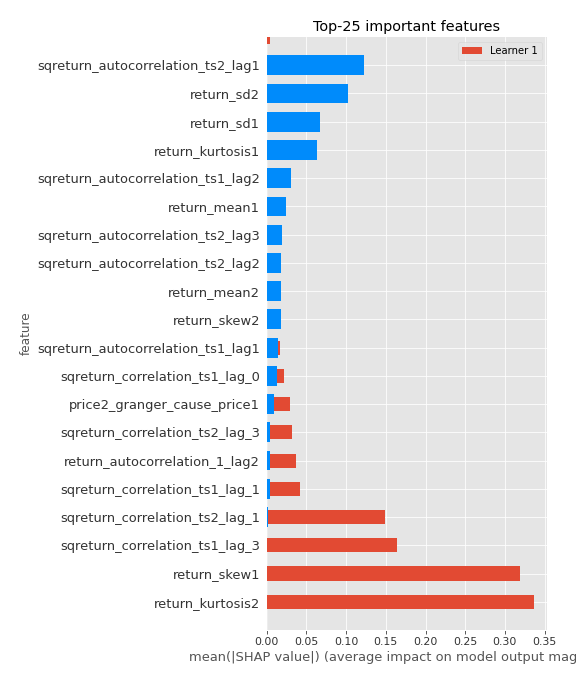 Top-25 important features
Learner 1
sqreturn_autocorrelation_ts2_lag1
return_sd2
return_sd1
return_kurtosis1
sqreturn_autocorrelation_ts1_lag2
return_mean1
sqreturn_autocorrelation_ts2_lag3
sqreturn_autocorrelation_ts2_lag2
return_mean2
return_skew2
sqreturn_autocorrelation_ts1_lag1
sqreturn_correlation_ts1_lag_0
price2_granger_cause_price1
sqreturn_correlation_ts2_lag_3
return_autocorrelation_1_lag2
sqreturn_correlation_ts1_lag_1
sqreturn_correlation_ts2_lag_1
sqreturn_correlation_ts1_lag_3
return_skew1
return_kurtosis2
feature
0.00 0.05 0.10 0.15 0.20 0.25 0.30 0.35
mean(|SHAP value|) (average impact on model output mag